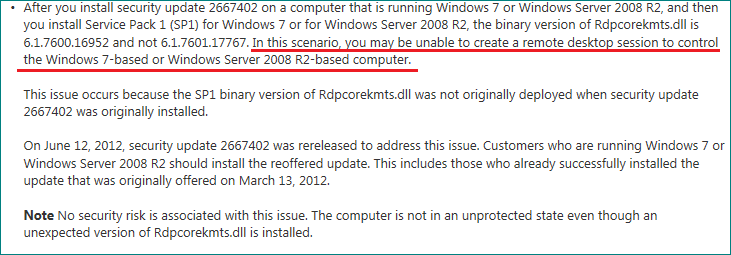 • After you install security update 2667402 on a computer that is running Windows 7 or Windows Server 2008 R2, and then
you install Service Pack 1 (SP1) for Windows 7 or for Windows Server 2008 R2, the binary version of Rdpcorekmts.dll is
6.1.7600.16952 and not 6.1.7601.17767. In this scenario, you may be unable to create a remote desktop session to control
the Windows 7-based or Windows Server 2008 R2-based computer.
This issue occurs because the SP1 binary version of Rdpcorekmts.dll was not originally deployed when security update
2667402 was originally installed.
On June 12, 2012, security update 2667402 was rereleased to address this issue. Customers who are running Windows 7 or
Windows Server 2008 R2 should install the reoffered update. This includes those who already successfully installed the
update that was originally offered on March 13, 2012.
Note No security risk is associated with this issue. The computer is not in an unprotected state even though an
unexpected version of Rdpcorekmts.dll is installed.